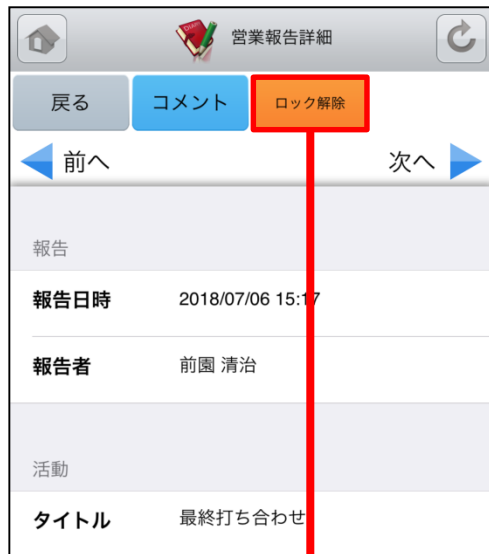 営業報告詳細
戻る コメント ロック解除
前へ 次へ
報告
報告日時 2018/07/06 15:17
報告者 前園 清治
活動
タイトル 最終打ち合わせ